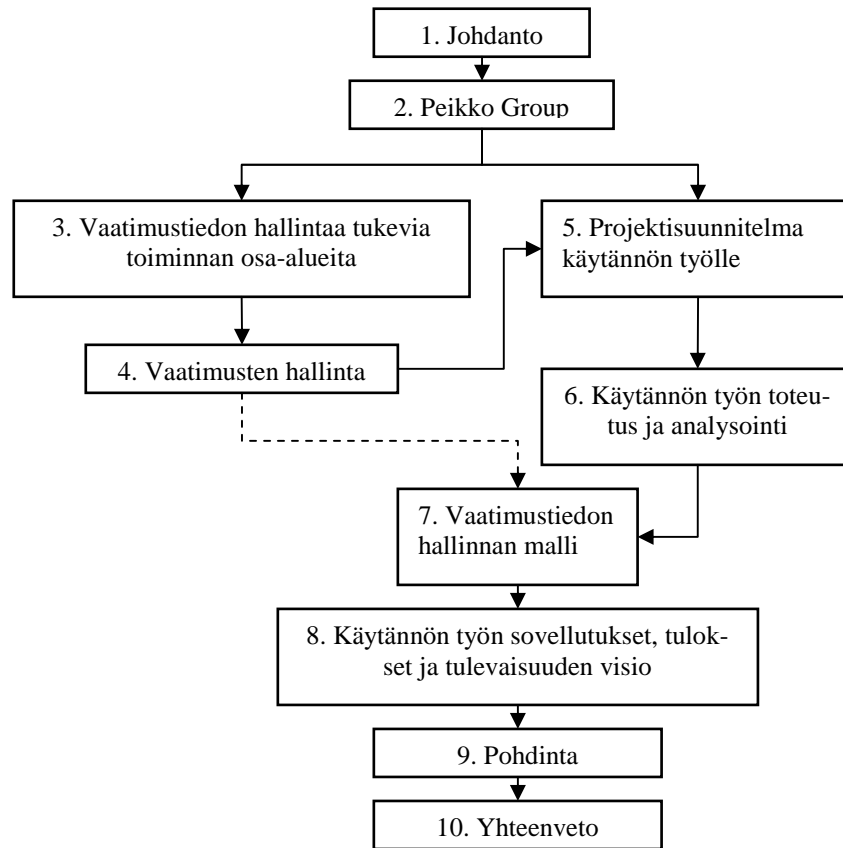 1. Johdanto
2. Peikko Group
3. Vaatimustiedon hallintaa tukevia
toiminnan osa-alueita
5. Projektisuunnitelma
käytännön työlle
4. Vaatimusten hallinta
6. Käytännön työn toteu-
tus ja analysointi
7. Vaatimustiedon
hallinnan malli
8. Käytännön työn sovellutukset, tulok-
set ja tulevaisuuden visio
9. Pohdinta
10. Yhteenveto